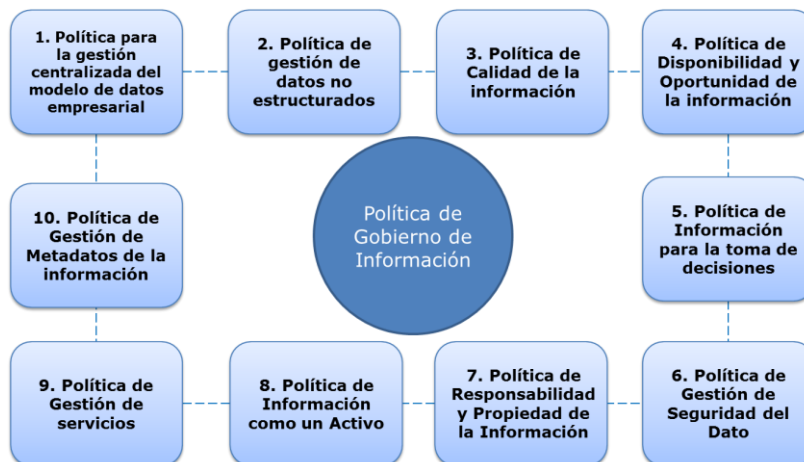 1. Política para
la gestión
centralizada del
modelo de datos
empresarial
2. Política de
gestión de
datos no
estructurados
3. Política de
Calidad de la
información
4. Política de
Disponibilidad y
Oportunidad de
la información
10. Política de
Gestión de
Metadatos de la
información
Política de
Gobierno de
Información
5. Política de
Información
para la toma de
decisiones
9. Política de
Gestión de
servicios
8. Política de
Información
como un Activo
7. Política de
Responsabilidad
y Propiedad de
la Información
6. Política de
Gestión de
Seguridad del
Dato